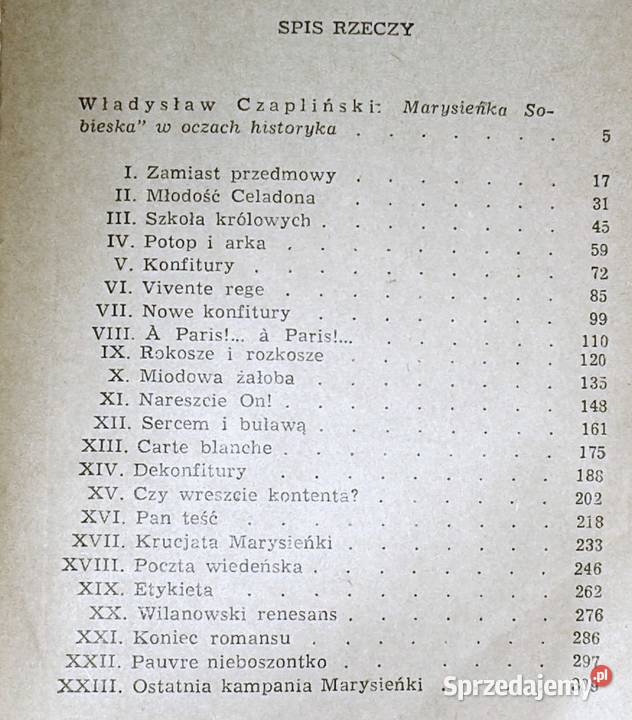 SPIS RZECZY
Władysław Czapliński: Marysieńka So-
bieska" w oczach historyka . . . . . . . 5
I. Zamiast przedmowy . . . . . . . 17
II. Młodość Celadona . . . . . . . 31
III. Szkoła królowych . . . . . . . . 45
IV. Potop i arka . . . . . . . . . 59
V. Konfitury . . . . . . . . . . 72
VI. Vivente rege . . . . . . . . . 85
VII. Nowe konfitury . . . . . . . . 99
VIII. À Paris!... à Paris!... . . . . . . 110
IX. Rokosze i rozkosze . . . . . . . 120
X. Miodowa żałoba . . . . . . . . 135
XI. Nareszcie On! . . . . . . . . . 148
XII. Sercem i buławą . . . . . . . . 161
XIII. Carte blanche . . . . . . . . . 175
XIV. Dekonfitury . . . . . . . . . 188
XV. Czy wreszcie kontenta? . . . . . . 202
XVI. Pan teść . . . . . . . . . . 218
XVII. Krucjata Marysieńki . . . . . . . 233
XVIII. Poczta wiedeńska . . . . . . . . 246
XIX. Etykieta . . . . . . . . . . 262
XX. Wilanowski renesans . . . . . . . 276
XXI. Koniec romansu . . . . . . . . 286
XXII. Pauvre nieboszontko . . . . . . . 297
XXIII. Ostatnia kampania Marysieńki .
Sprzedajemy.pl